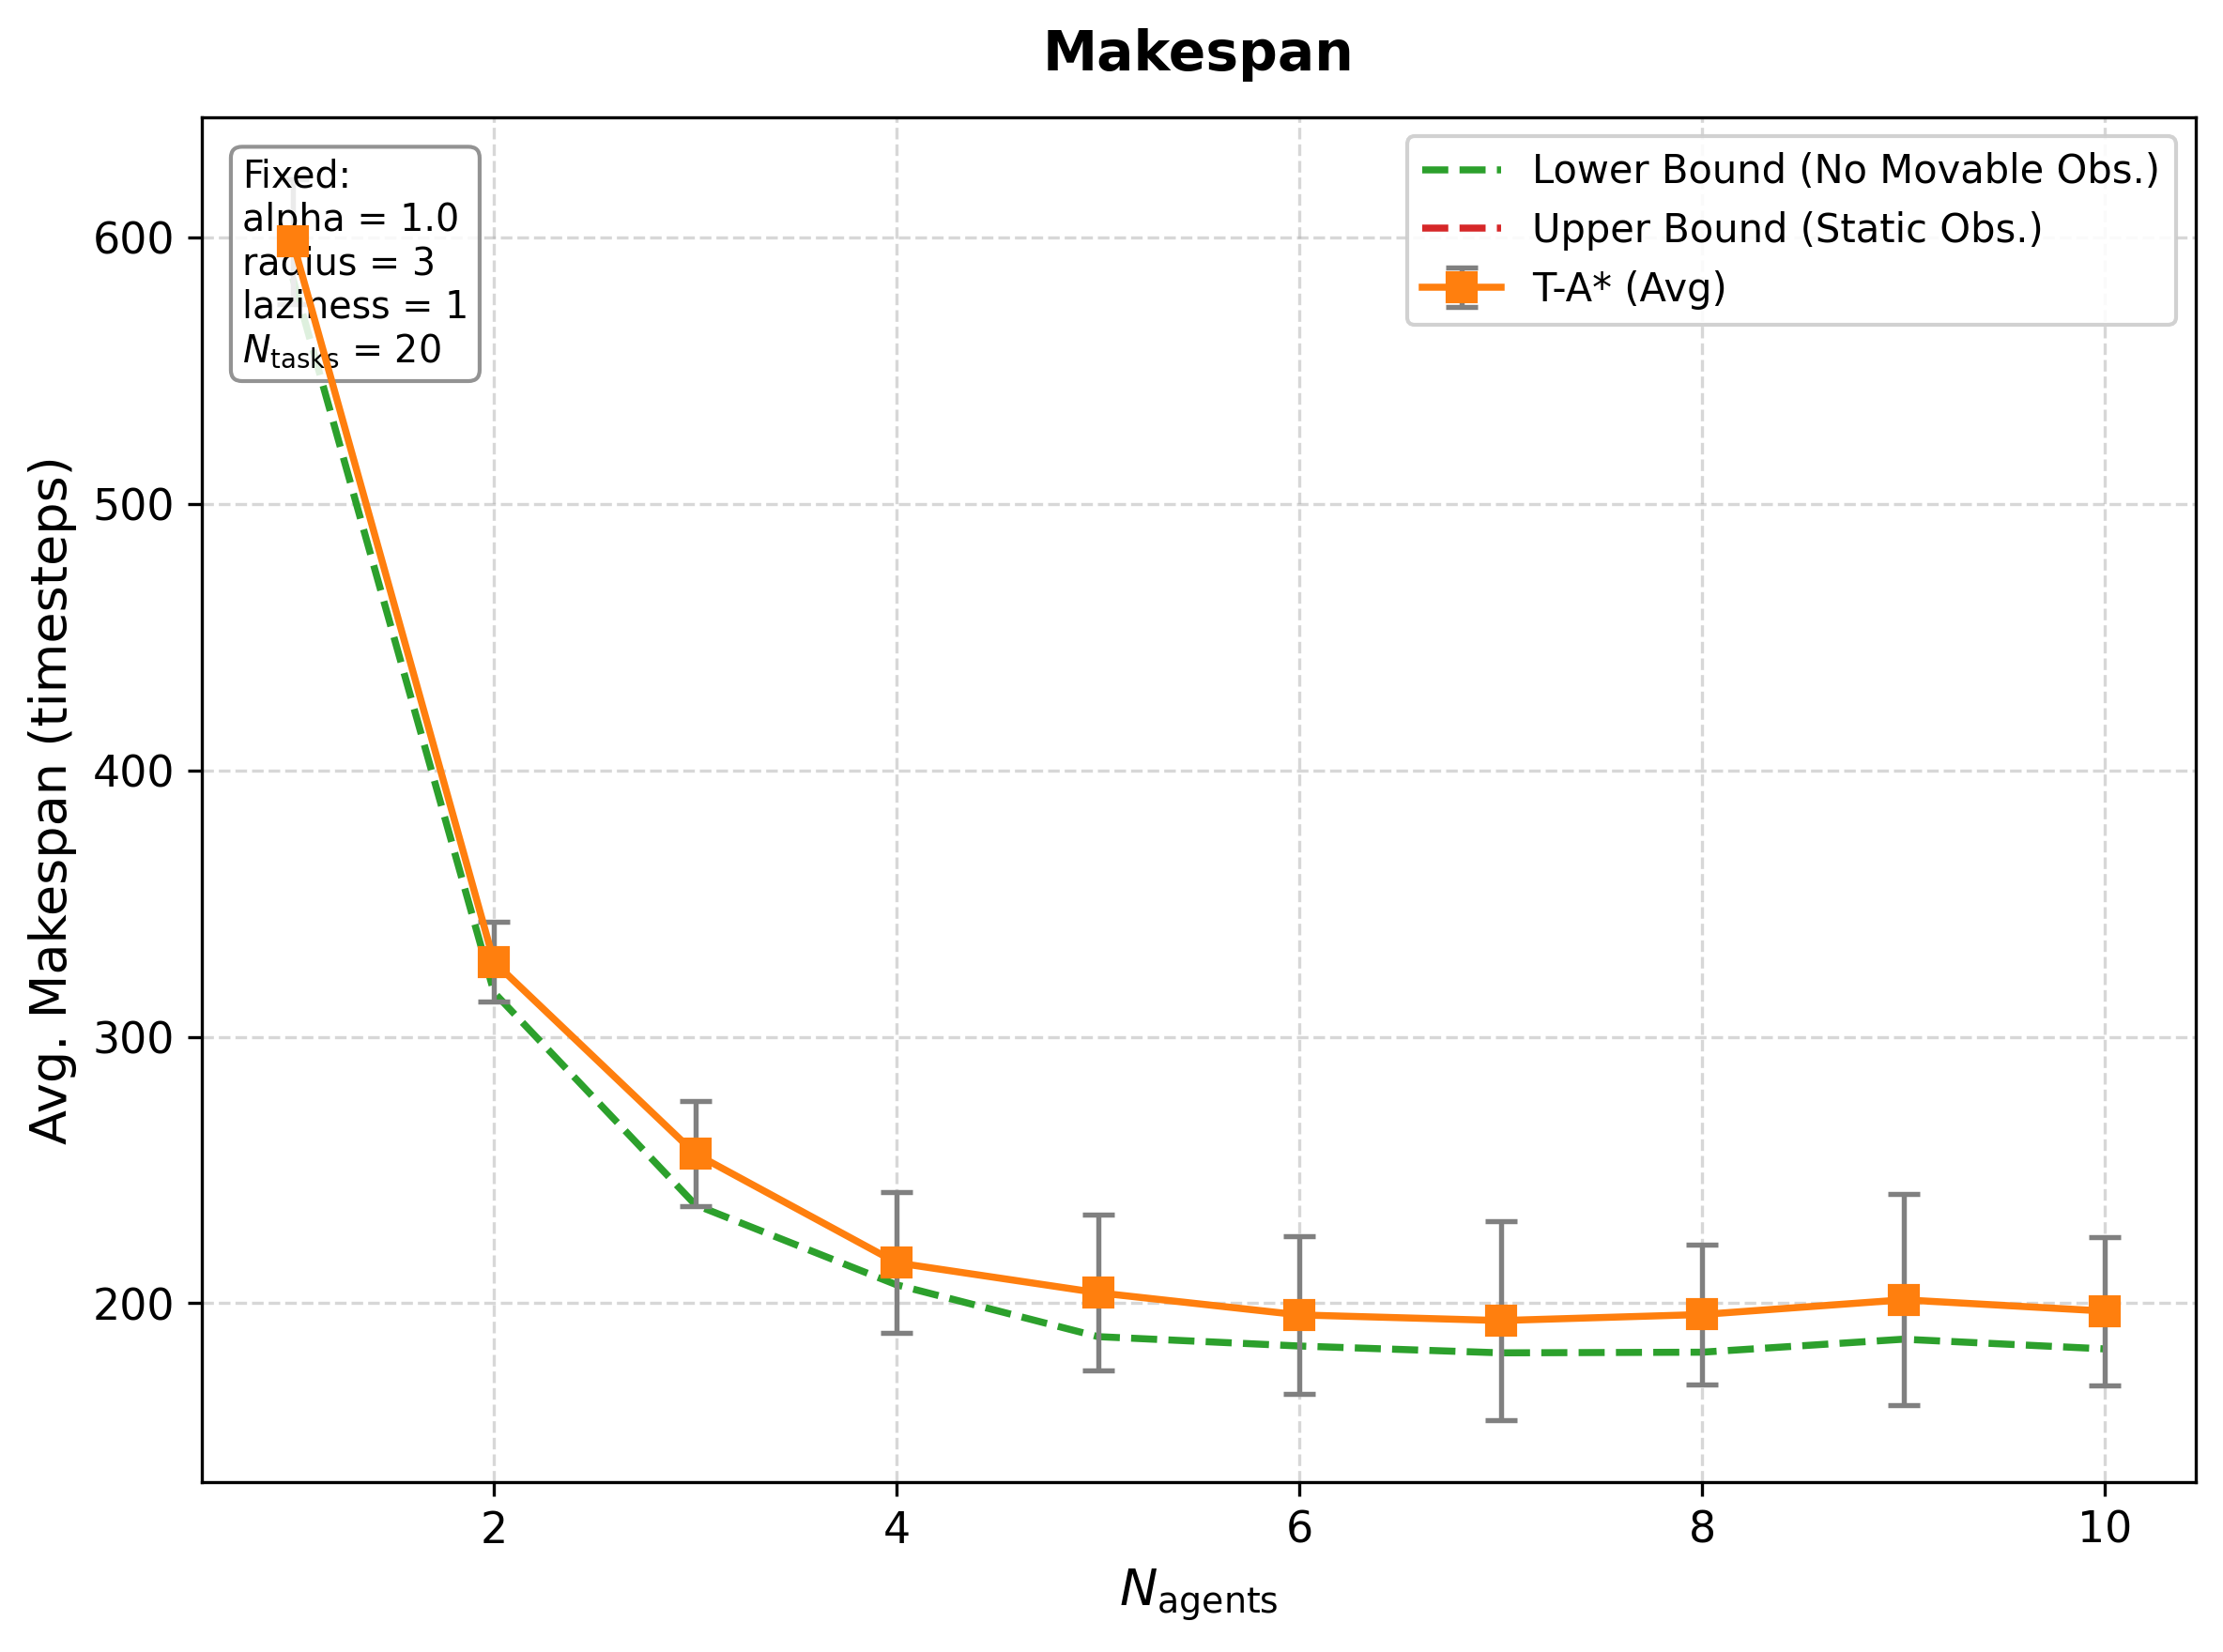 Makespan
Fixed:
alpha = 1.0
radius = 3
laziness = 1
N_tasks = 20
Lower Bound (No Movable Obs.)
Upper Bound (Static Obs.)
T-A* (Avg)
Avg. Makespan (timesteps)
600
500
400
300
200
2 4 6 8 10
N_agents